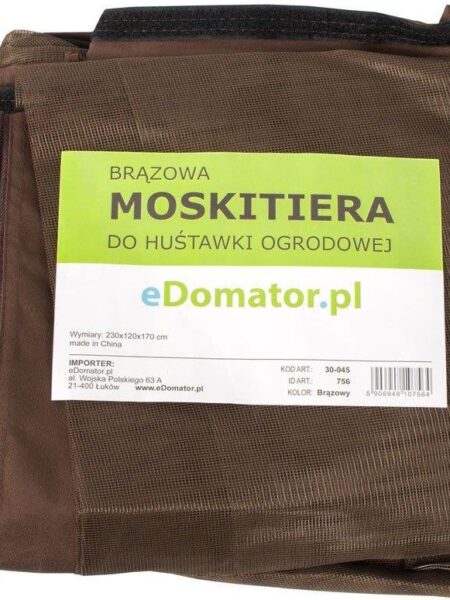 BRĄZOWA
MOSKITIERA
DO HUŚTAWKI OGRODOWEJ
eDomator.pl
Wymiary: 230x120x170 cm
made in China
IMPORTER:
eDomator.pl
al. Wojska Polskiego 63 A
21-400 Łuków www.eDomator.pl
KOD ART.: 30-045
ID ART.: 756
KOLOR: Brązowy
5 906948 107564